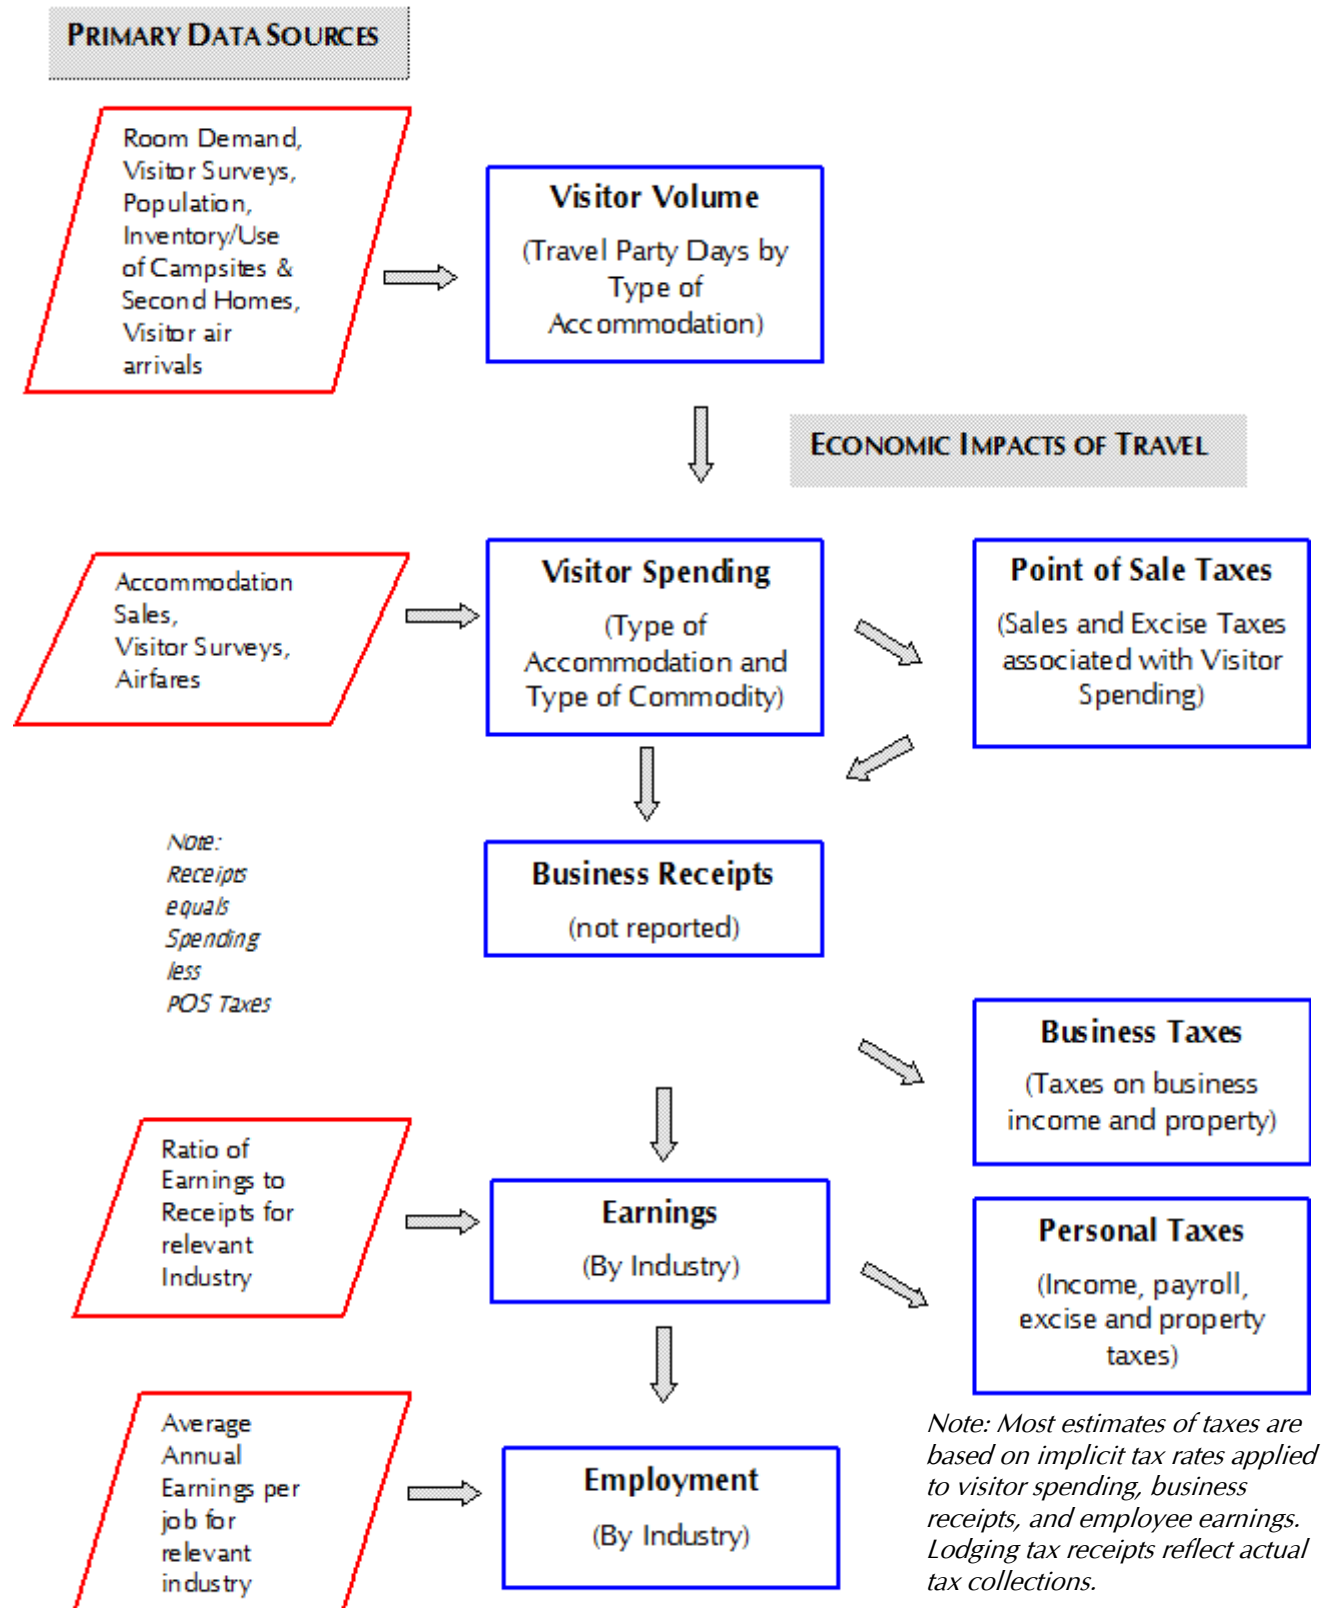 PRIMARY DATA SOURCES
Room Demand,
Visitor Surveys,
Population,
Inventory/Use
of Campsites &
Second Homes,
Visitor air
arrivals
Visitor Volume
(Travel Party Days by
Type of
Accommodation)
ECONOMIC IMPACTS OF TRAVEL
Accommodation
Sales,
Visitor Surveys,
Airfares
Visitor Spending
(Type of
Accommodation and
Type of Commodity)
Point of Sale Taxes
(Sales and Excise Taxes
associated with Visitor
Spending)
Note:
Receipts
equals
Spending
less
POS Taxes
Business Receipts
(not reported)
Business Taxes
(Taxes on business
income and property)
Ratio of
Earnings to
Receipts for
relevant
Industry
Earnings
(By Industry)
Personal Taxes
(Income, payroll,
excise and property
taxes)
Average
Annual
Earnings per
job for
relevant
industry
Employment
(By Industry)
Note: Most estimates of taxes are
based on implicit tax rates applied
to visitor spending, business
receipts, and employee earnings.
Lodging tax receipts reflect actual
tax collections.